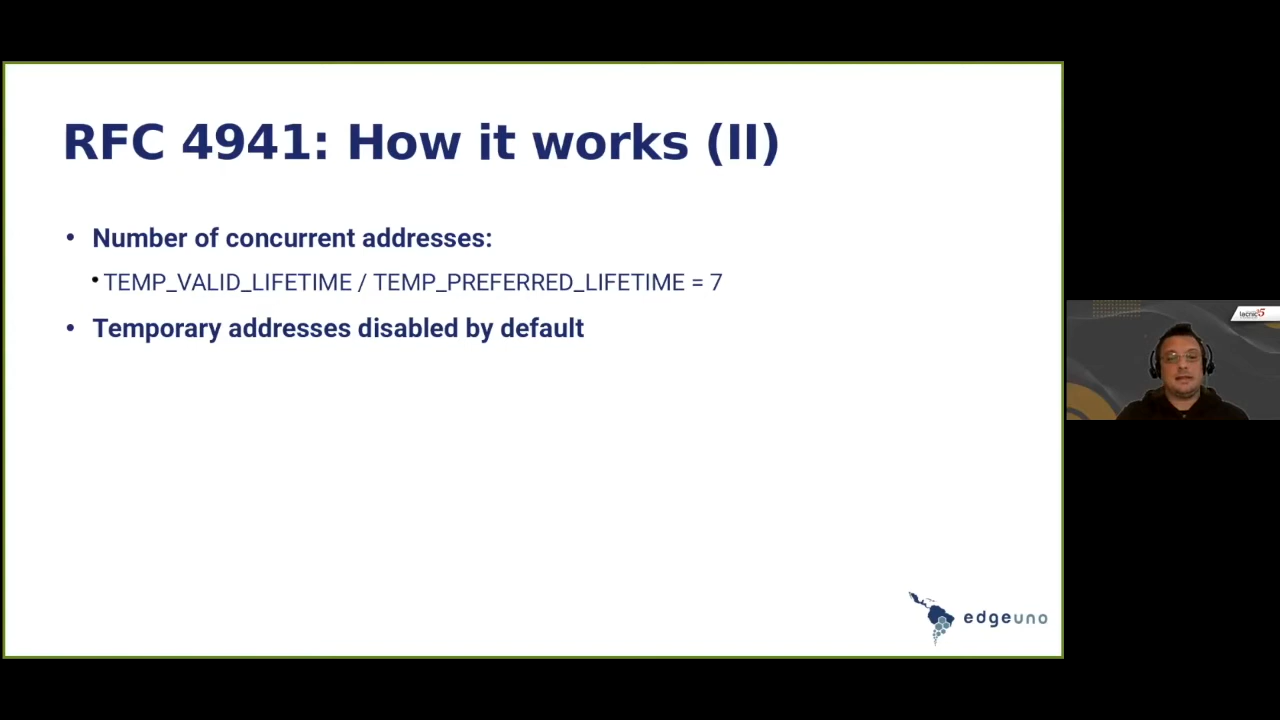 RFC 4941: How it works (II)
• Number of concurrent addresses:
• TEMP_VALID_LIFETIME / TEMP_PREFERRED_LIFETIME = 7
• Temporary addresses disabled by default
edgeuno